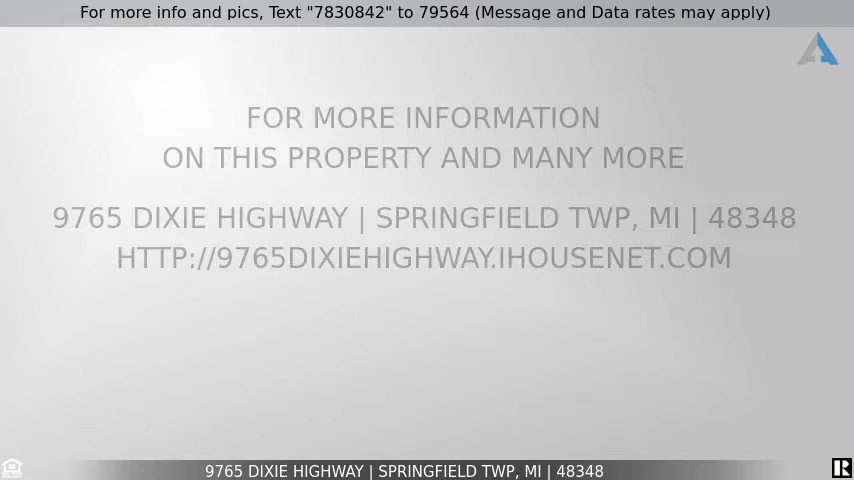 For more info and pics, Text "7830842" to 79564 (Message and Data rates may apply)
FOR MORE INFORMATION
ON THIS PROPERTY AND MANY MORE
9765 DIXIE HIGHWAY | SPRINGFIELD TWP, MI | 48348
HTTP://9765DIXIEHIGHWAY.IHOUSENET.COM
9765 DIXIE HIGHWAY | SPRINGFIELD TWP, MI | 48348